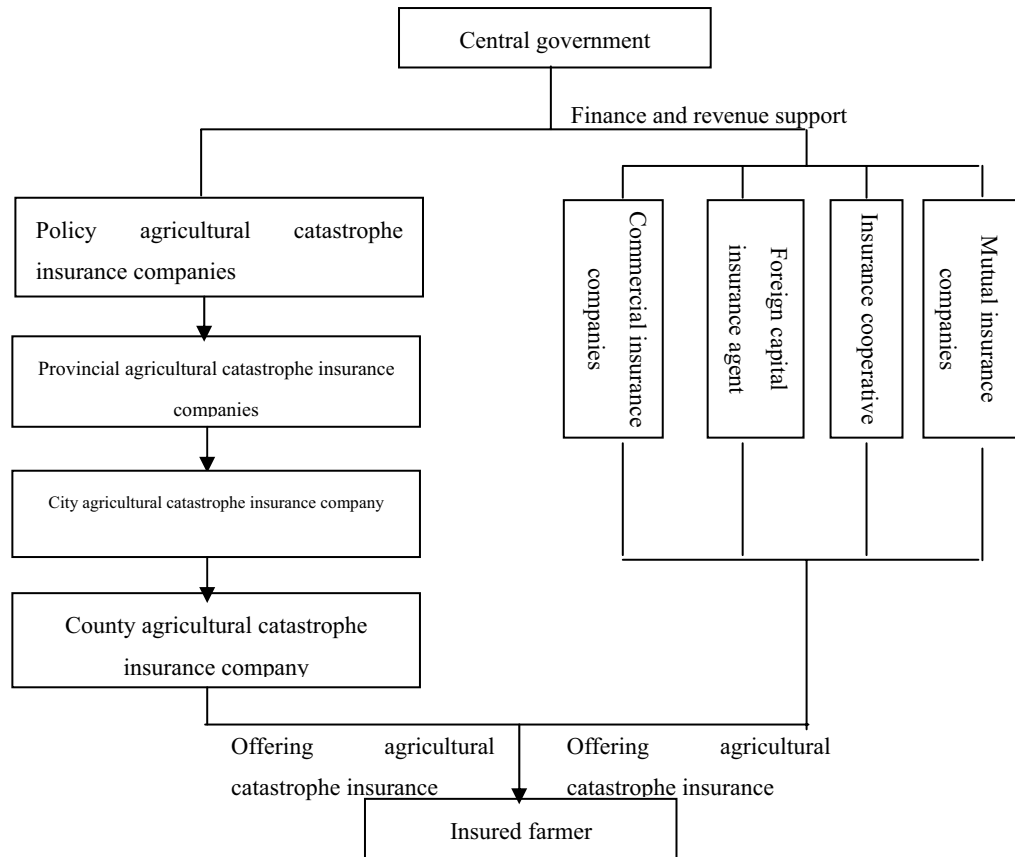 Central government
Finance and revenue support
Policy agricultural catastrophe
insurance companies
Provincial agricultural catastrophe insurance
companies
City agricultural catastrophe insurance company
County agricultural catastrophe
insurance company
Commercial insurance
companies
Foreign capital
insurance agent
Insurance cooperative
Mutual insurance
companies
Offering agricultural
catastrophe insurance
Offering agricultural
catastrophe insurance
Insured farmer